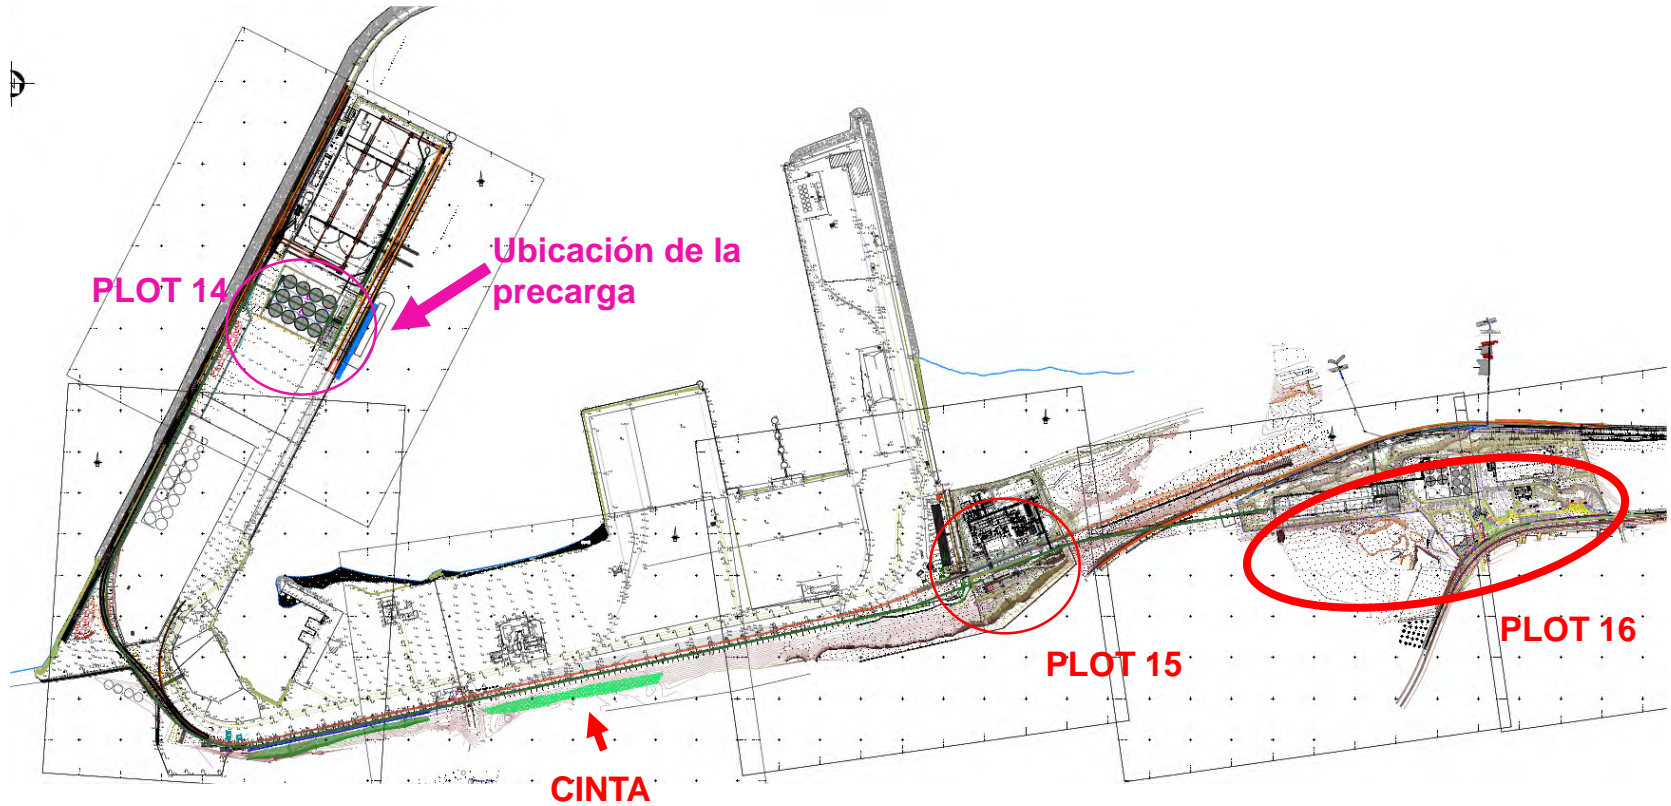 Ubicación de la
precarga
PLOT 14
PLOT 15
PLOT 16
CINTA